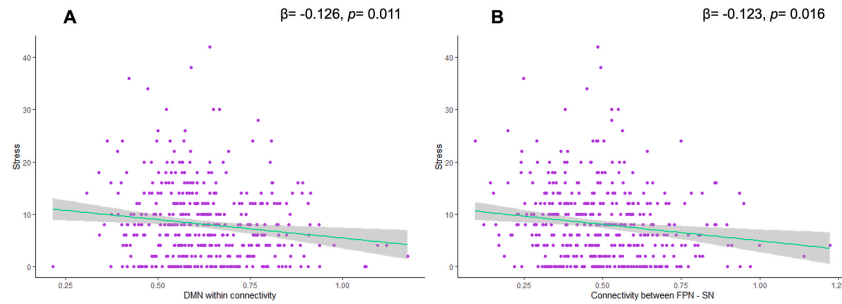 A
β= -0.126, p= 0.011
Stress
40
30
20
10
0
0.25
0.50
0.75
1.00
DMN within connectivity
B
β= -0.123, p= 0.016
Stress
40
30
20
10
0
0.25
0.50
0.75
1.00
1.25
Connectivity between FPN - SN